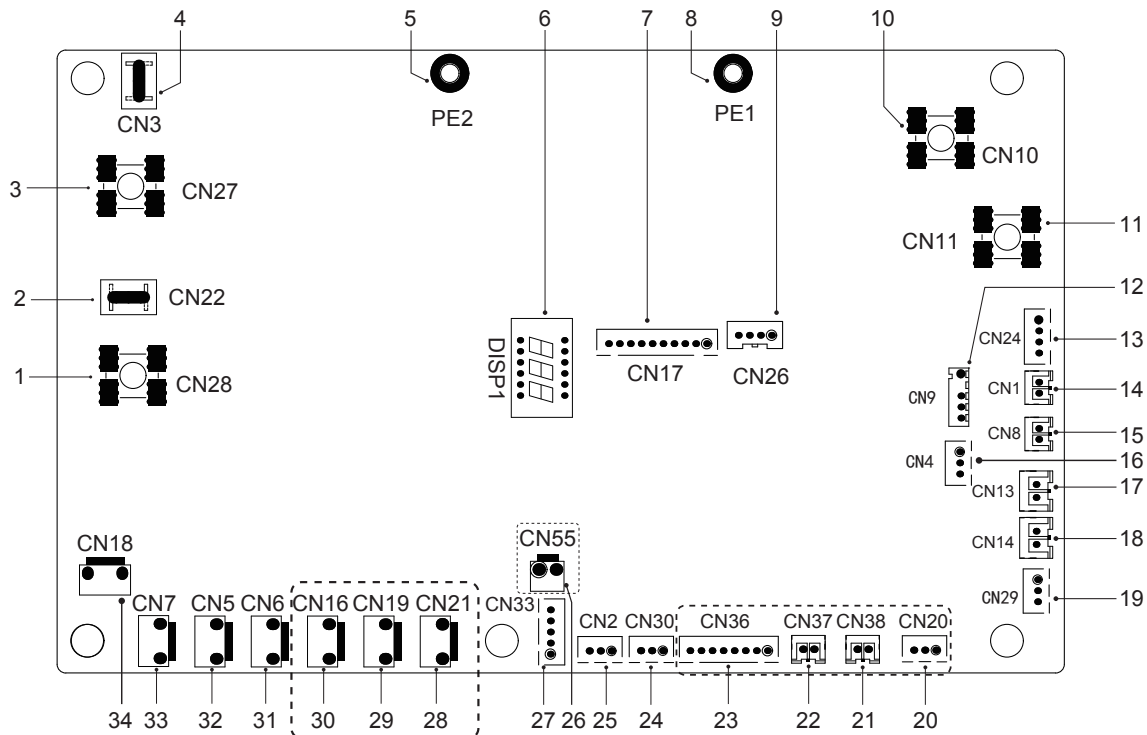 4 5 6 7 8 9
10
CN3 PE2 PE1
CN10
3 CN27
CN11 11
2 CN22
12
CN24 13
DISP1 CN17 CN26
1 CN28
CN9 CN1 14
CN8 15
CN4 16
CN13 17
CN14 18
CN18 CN55
CN29 19
CN7 CN5 CN6 CN16 CN19 CN21 CN33 CN2 CN30 CN36 CN37 CN38 CN20
34 33 32 31 30 29 28 27 26 25 24 23 22 21 20